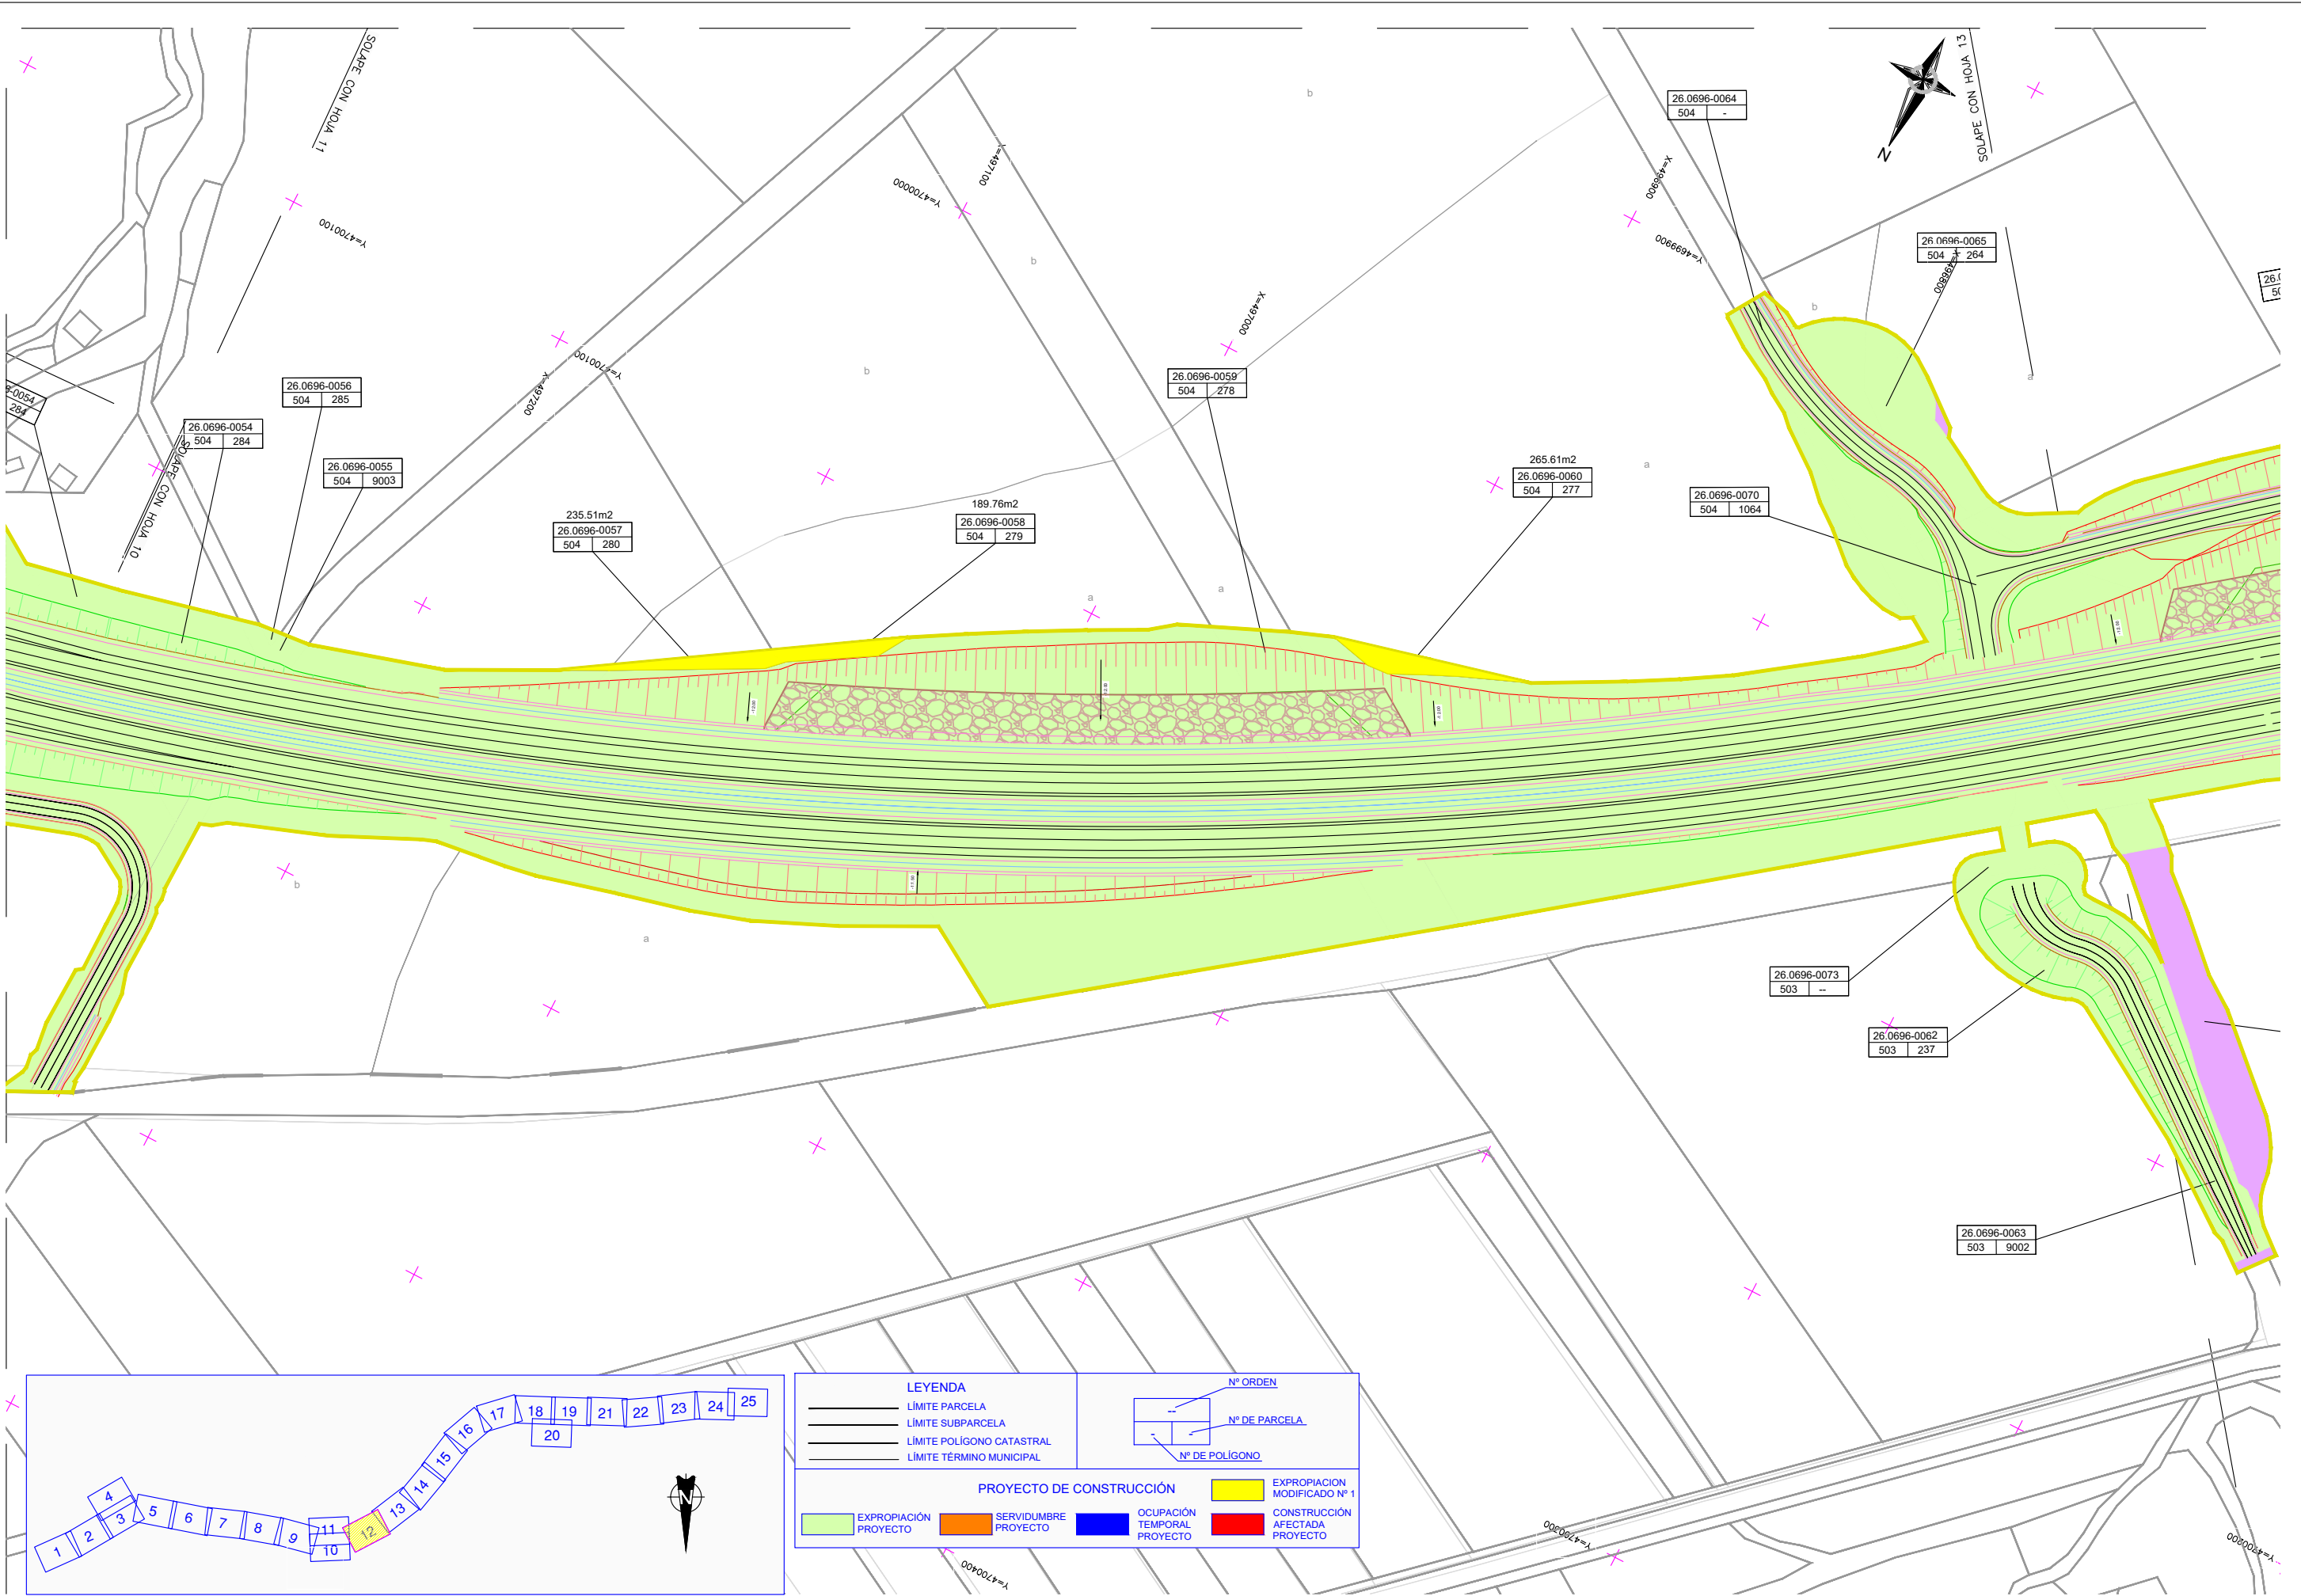 SOLAPE CON HOJA 11
SOLAPE CON HOJA 13
N
26.0696-0064
504 -
b
X=497100
Y=4700000
X=496900
Y=4699900
Y=4700100
26.0696-0065
504 264
X=496800
b
b
a
26.0
50
X=497000
Y=4700100
X=497200
b
26.0696-0059
504 278
-0054
284
26.0696-0056
504 285
26.0696-0054
504 284
SOLAPE CON HOJA 10
26.0696-0055
504 9003
235.51m2
26.0696-0057
504 280
189.76m2
26.0696-0058
504 279
265.61m2
26.0696-0060
504 277
a
26.0696-0070
504 1064
a
a
b
a
26.0696-0073
503 --
26.0696-0062
503 237
26.0696-0063
503 9002
1
2
3
4
5
6
7
8
9
10
11
12
13
14
15
16
17
18
19
20
21
22
23
24
25
N
LEYENDA
LÍMITE PARCELA
LÍMITE SUBPARCELA
LÍMITE POLÍGONO CATASTRAL
LÍMITE TÉRMINO MUNICIPAL
Nº ORDEN
--
- -
Nº DE PARCELA
Nº DE POLÍGONO
PROYECTO DE CONSTRUCCIÓN
EXPROPIACION
MODIFICADO Nº 1
EXPROPIACIÓN
PROYECTO
SERVIDUMBRE
PROYECTO
OCUPACIÓN
TEMPORAL
PROYECTO
CONSTRUCCIÓN
AFECTADA
PROYECTO
Y=4700400
Y=4700300
Y=4700200